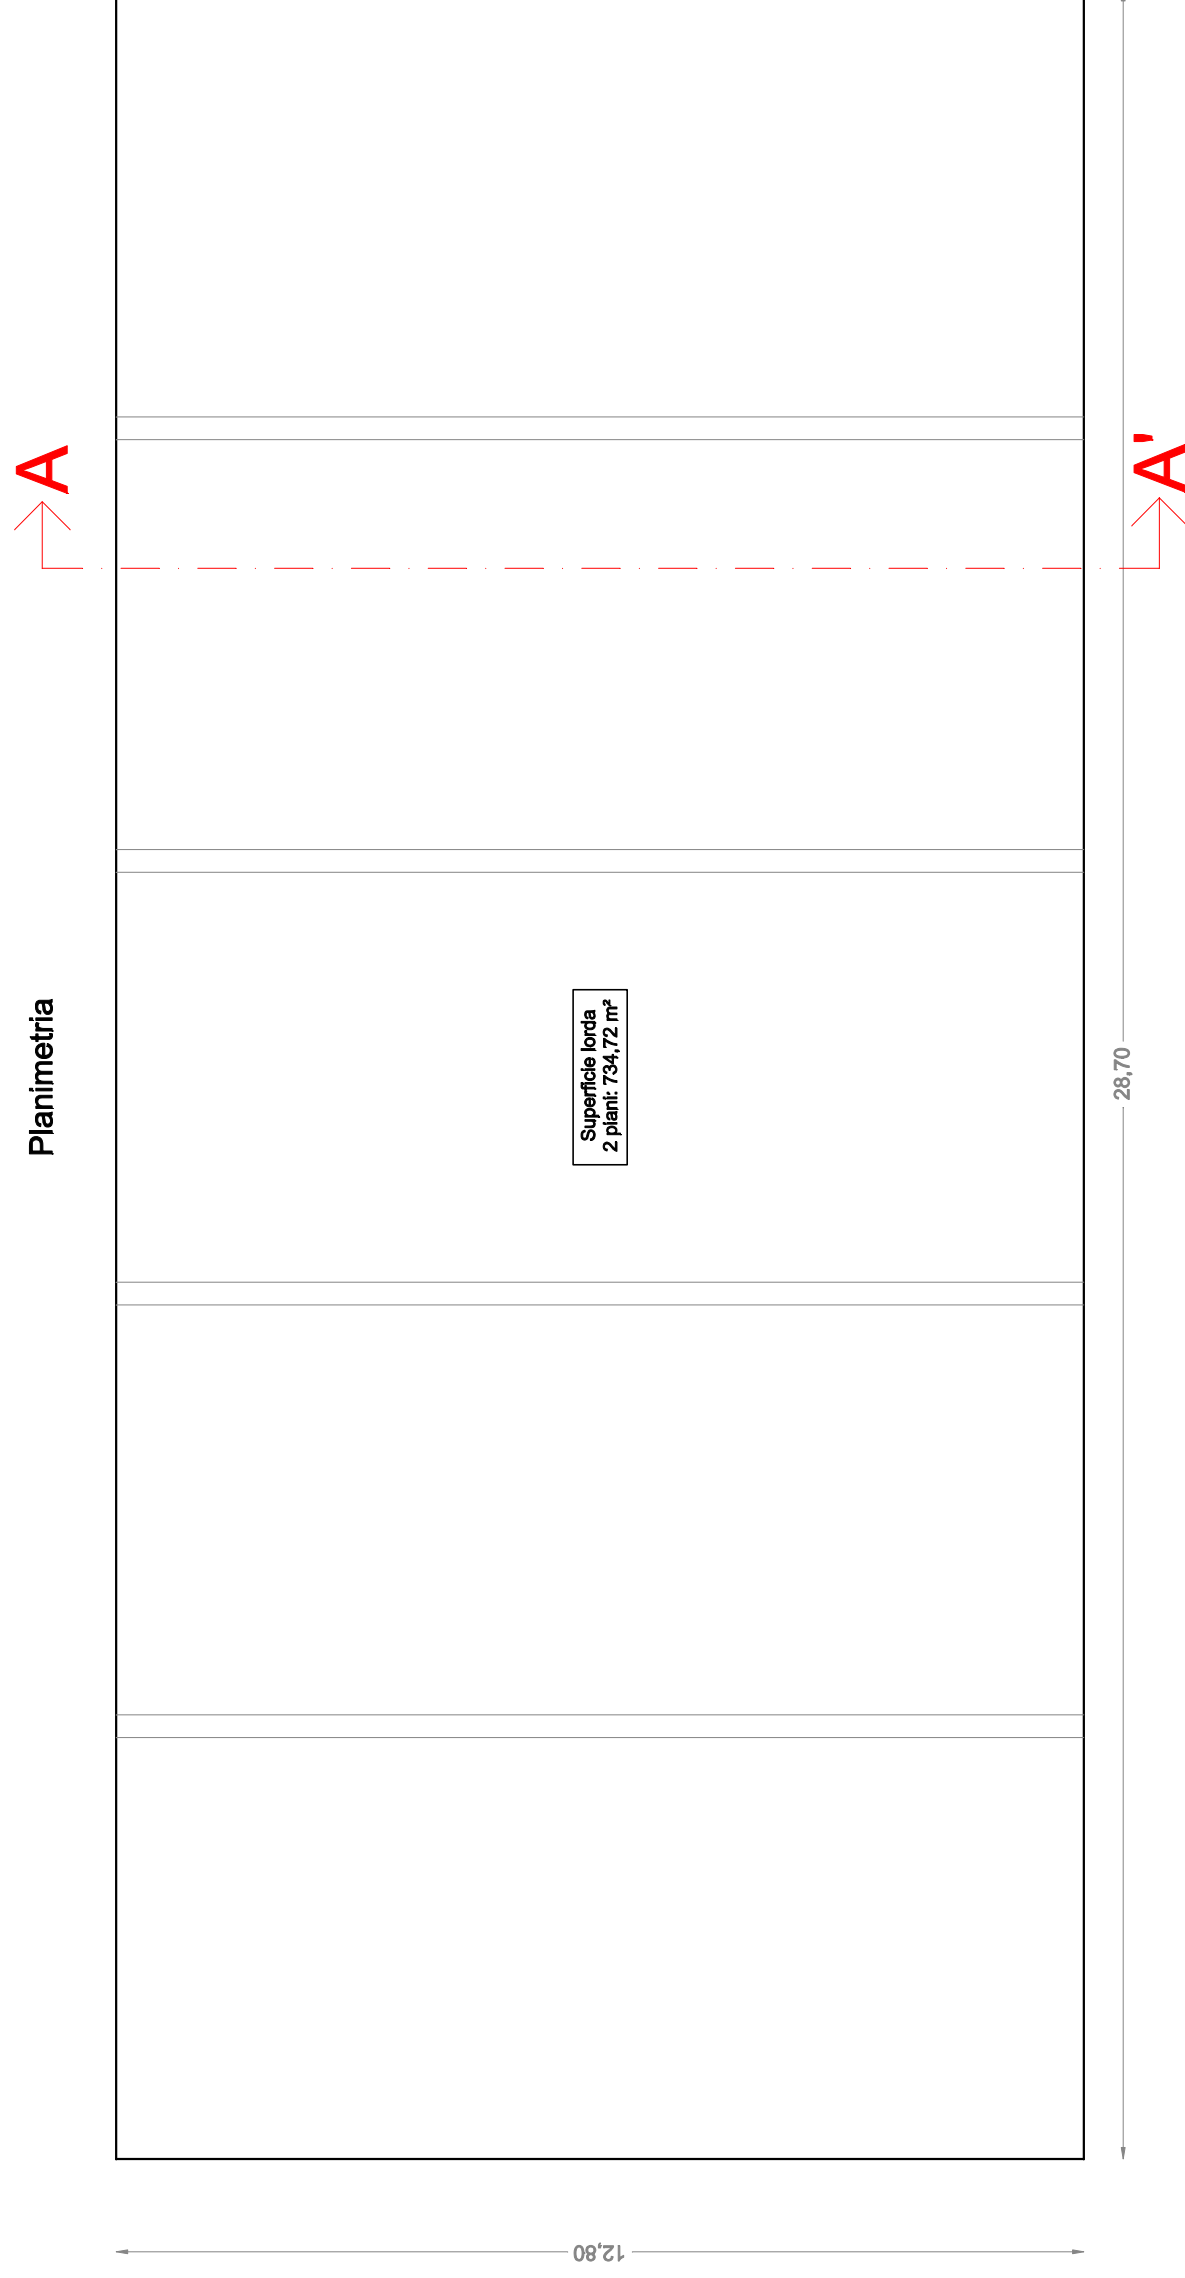 Planimetria
A
A'
Superficie lorda
2 piani: 734,72 m²
28,70
12,80